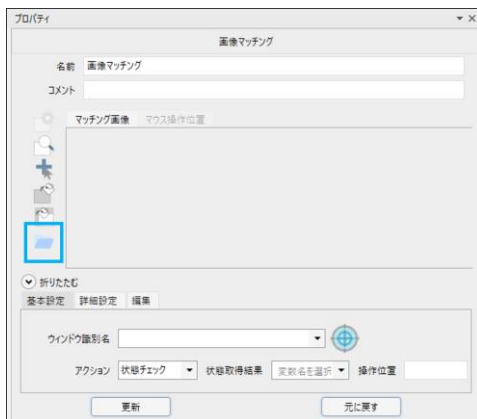 プロパティ
画像マッチング
名前 画像マッチング
コメント
マッチング画像 マウス操作位置
折りたたむ
基本設定 詳細設定 編集
ウィンドウ識別名
アクション 状態チェック 状態取得結果 変数名を選択 操作位置
更新 元に戻す